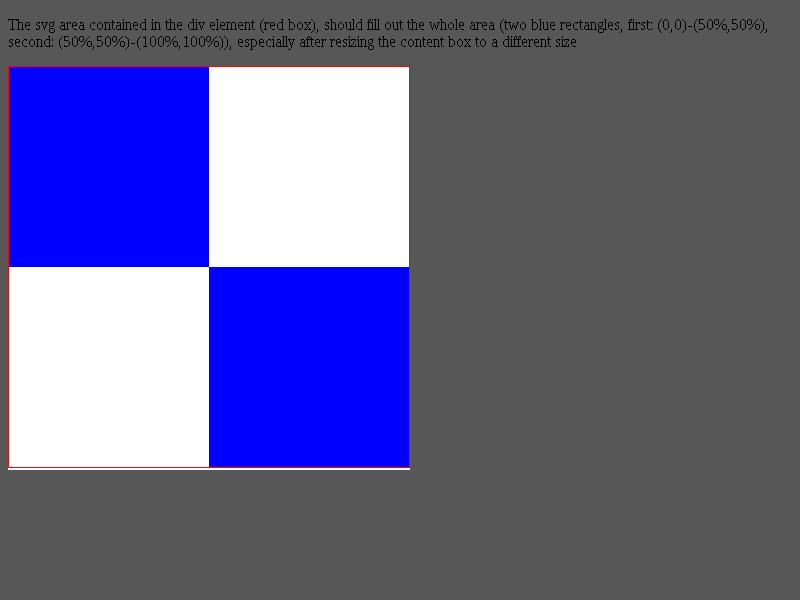 The svg area contained in the div element (red box), should fill out the whole area (two blue rectangles, first: (0,0)-(50%,50%),
second: (50%,50%)-(100%,100%)), especially after resizing the content box to a different size